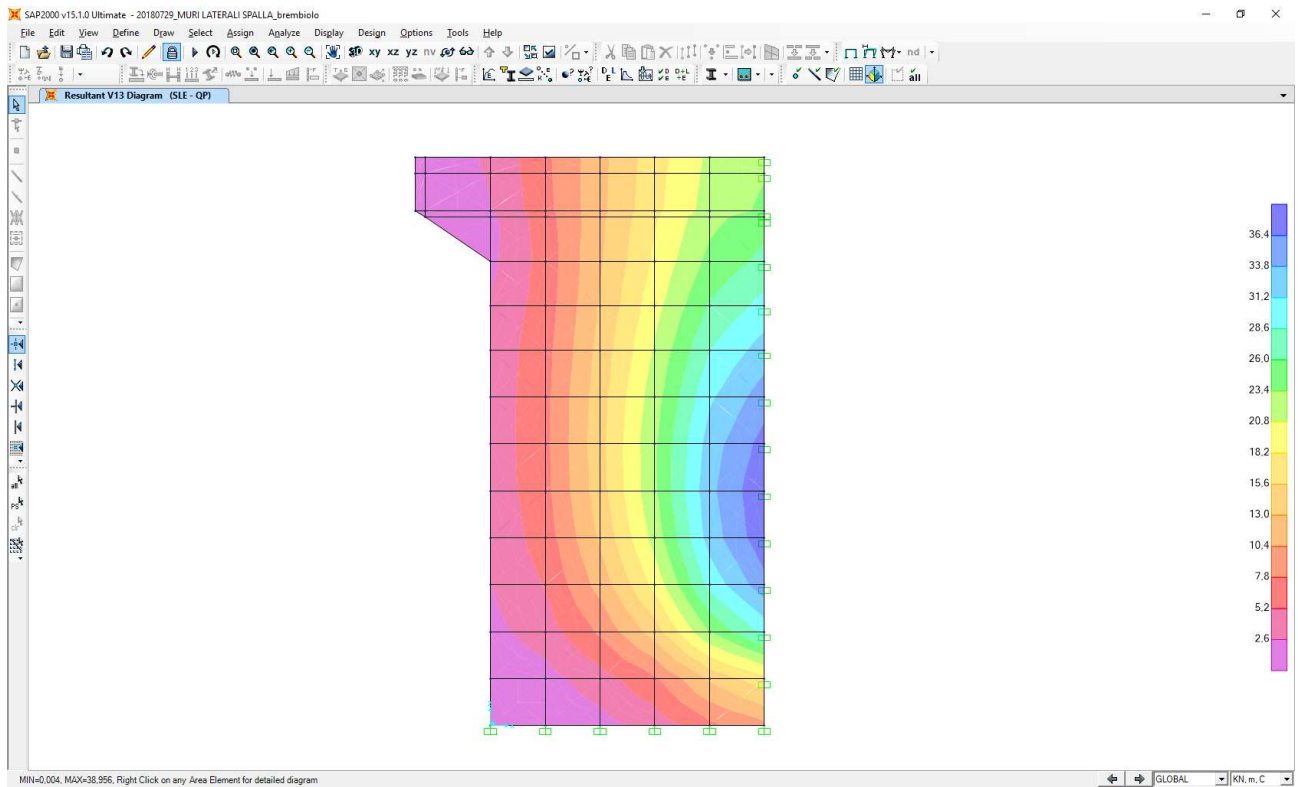 SAP2000 v15.1.0 Ultimate - 20180729_MURI LATERALI SPALLA_brembiolo
File Edit View Define Draw Select Assign Analyze Display Design Options Tools Help
3D xy xz yz nv nd
all
Resultant V13 Diagram (SLE - QP)
all
PS
clr
36,4
33,8
31,2
28,6
26,0
23,4
20,8
18,2
15,6
13,0
10,4
7,8
5,2
2,6
MIN=0,004, MAX=38,956, Right Click on any Area Element for detailed diagram
GLOBAL
KN, m, C